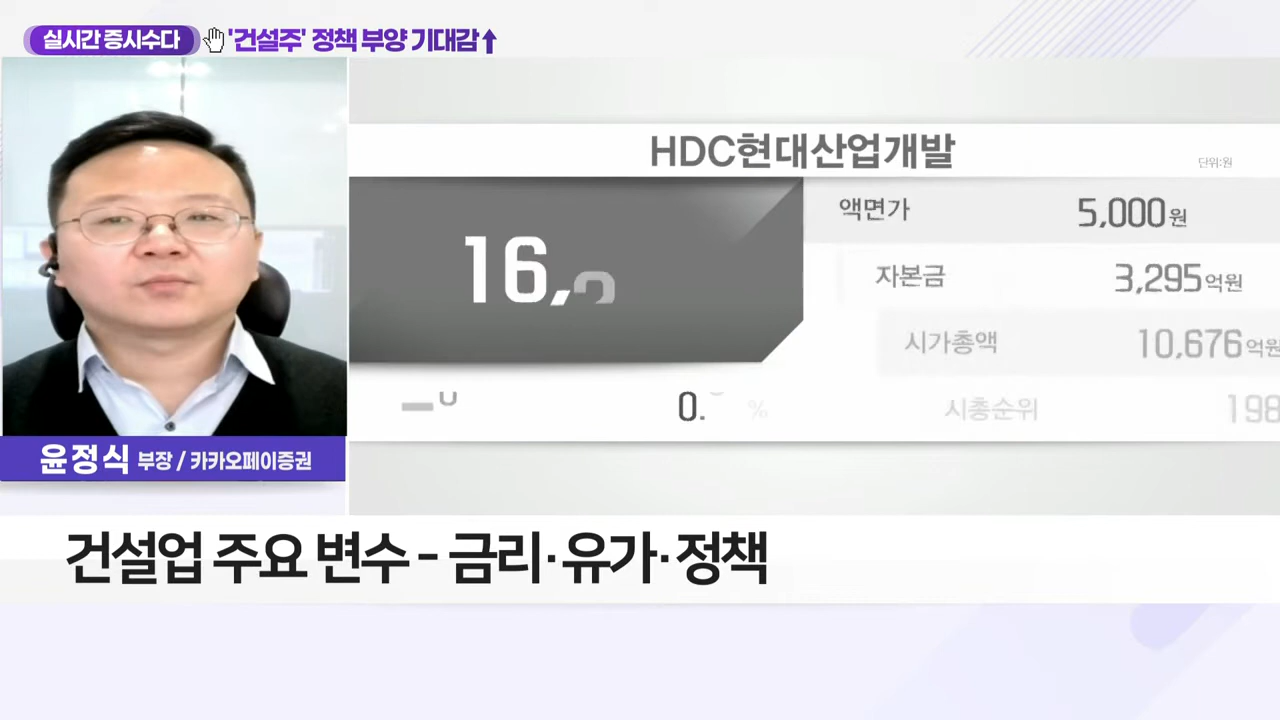 실시간 증시수다 '건설주' 정책 부양 기대감↑
HDC현대산업개발
단위:원
16,
액면가 5,000원
자본금 3,295억원
시가총액 10,676억원
시총순위 198
0. %
윤정식 부장 / 카카오페이증권
건설업 주요 변수 - 금리·유가·정책